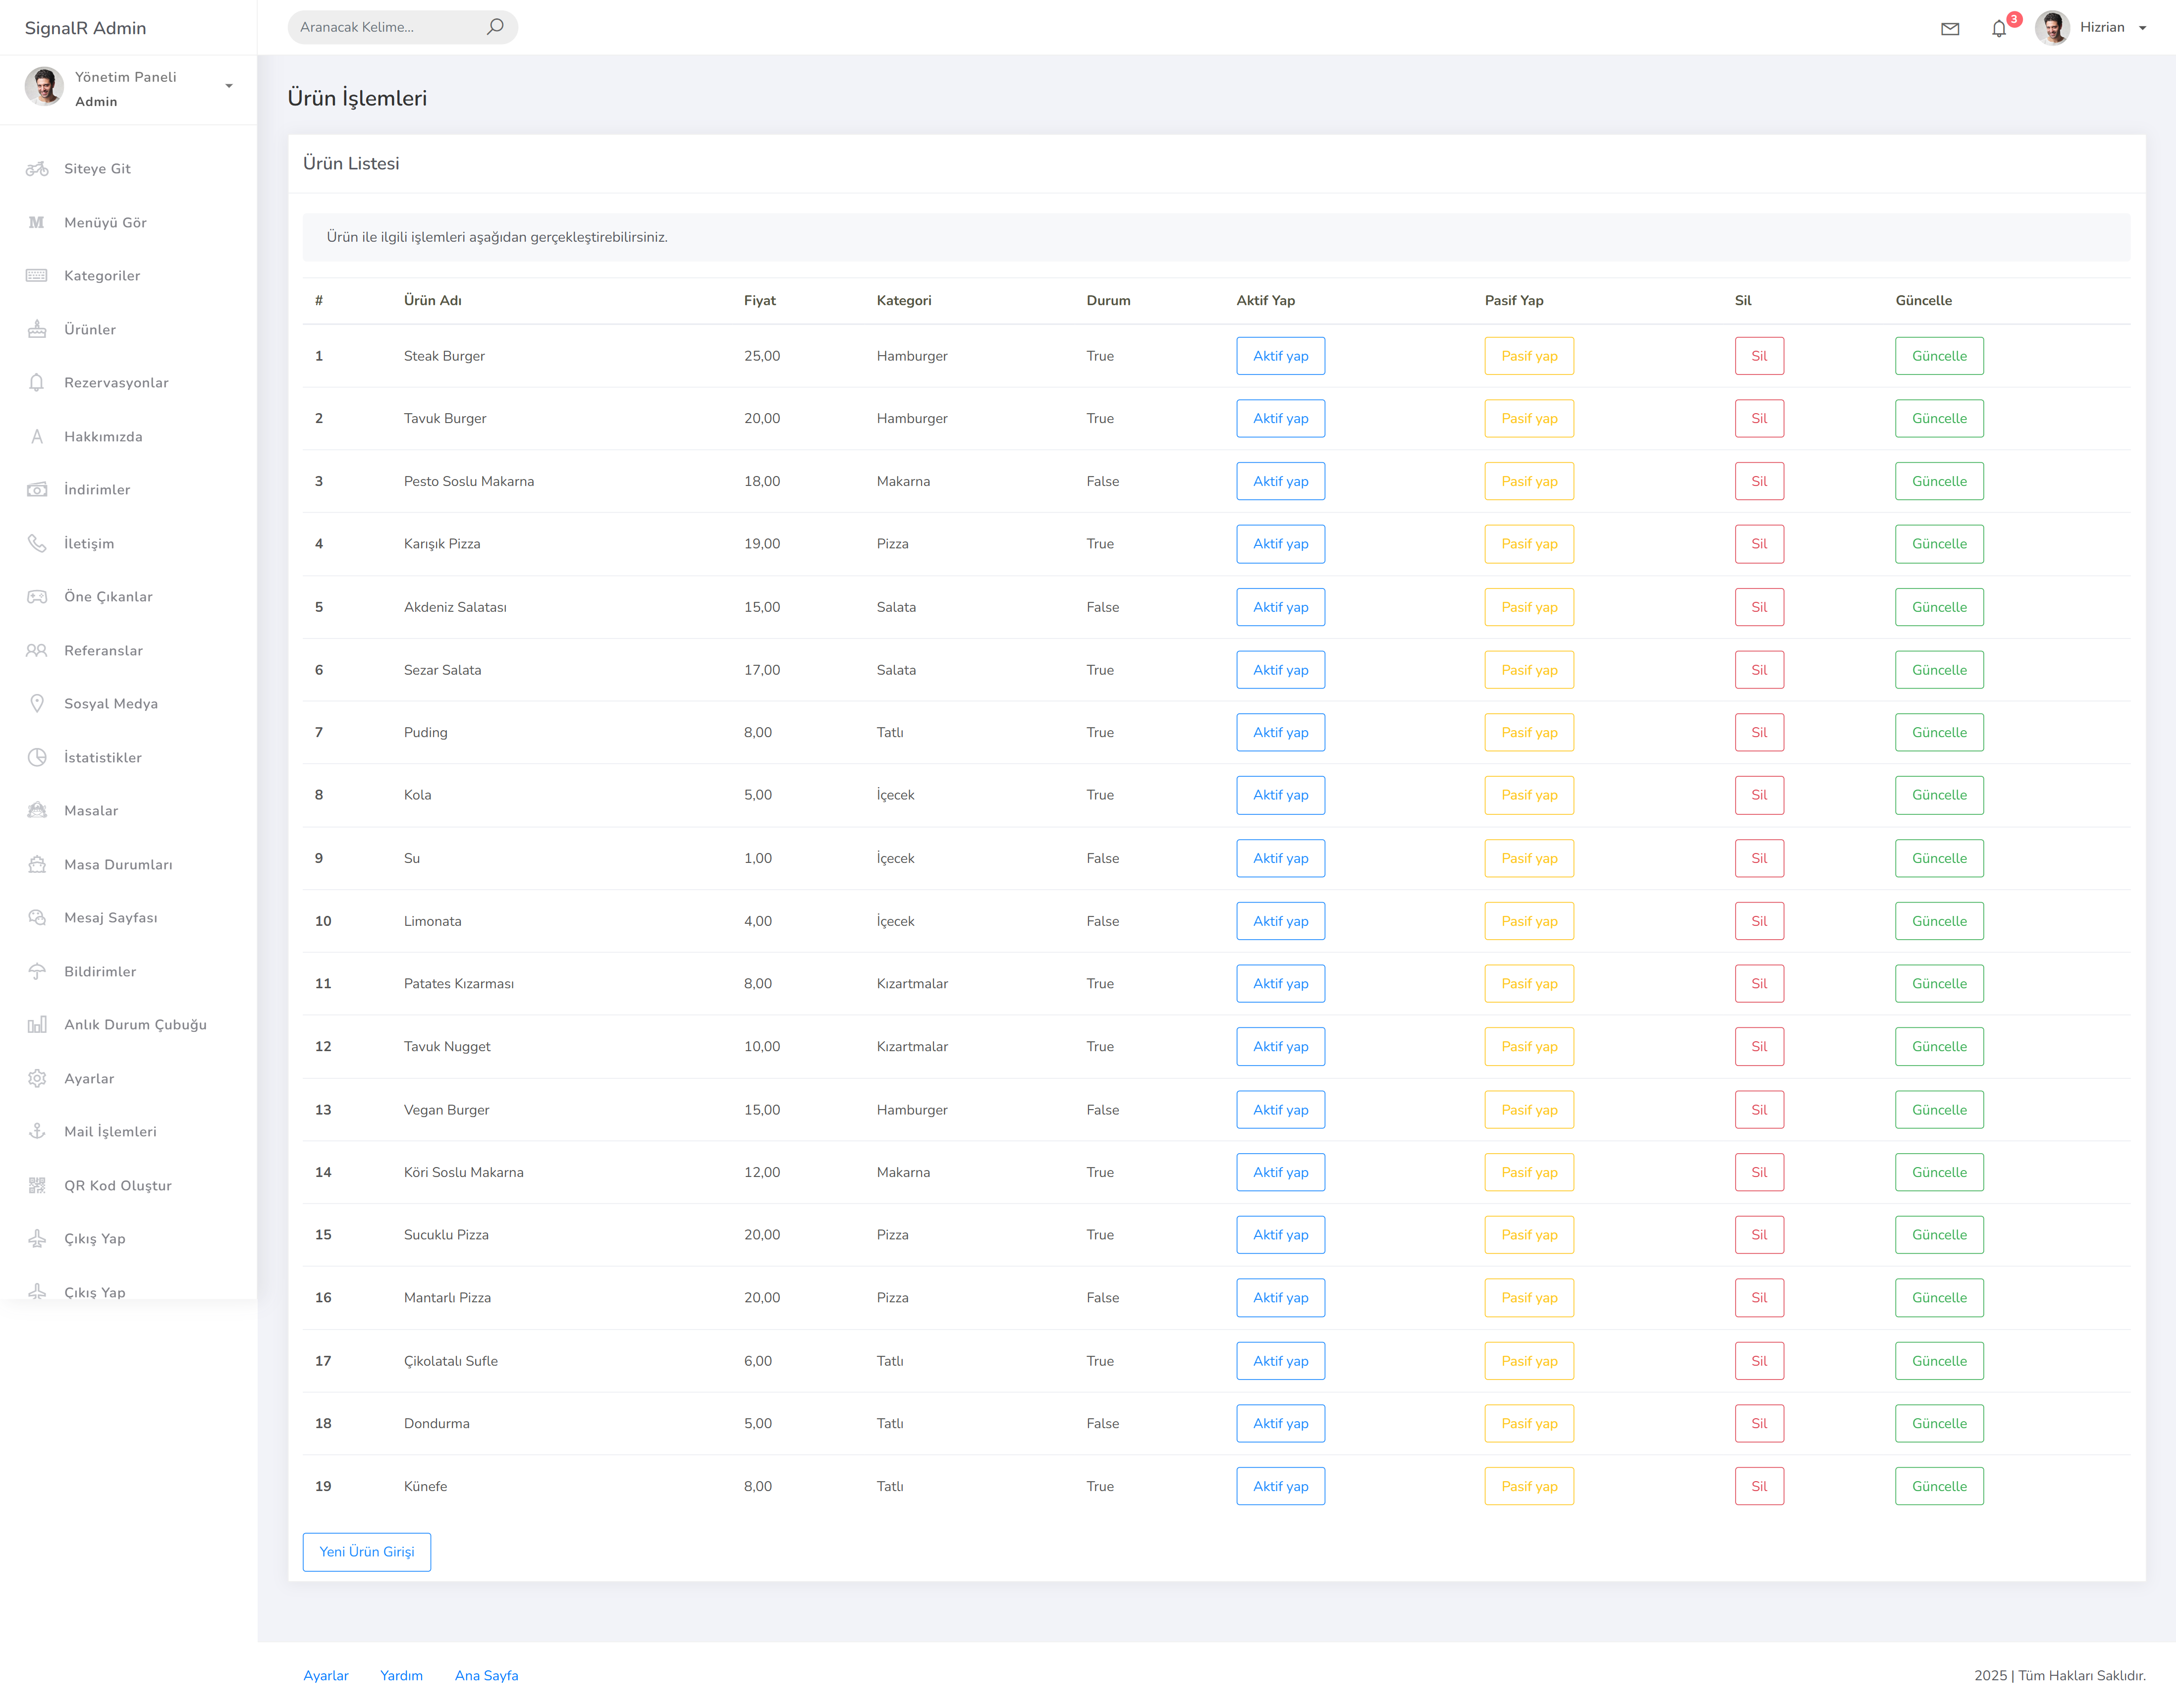 SignalR Admin
Aranacak Kelime...
3
Hizrian
Yönetim Paneli
Admin
Siteye Git
Menüyü Gör
Kategoriler
Ürünler
Rezervasyonlar
Hakkımızda
İndirimler
İletişim
Öne Çıkanlar
Referanslar
Sosyal Medya
İstatistikler
Masalar
Masa Durumları
Mesaj Sayfası
Bildirimler
Anlık Durum Çubuğu
Ayarlar
Mail İşlemleri
QR Kod Oluştur
Çıkış Yap
Çıkış Yap
Ürün İşlemleri
Ürün Listesi
Ürün ile ilgili işlemleri aşağıdan gerçekleştirebilirsiniz.
# Ürün Adı Fiyat Kategori Durum Aktif Yap Pasif Yap Sil Güncelle
1 Steak Burger 25,00 Hamburger True Aktif yap Pasif yap Sil Güncelle
2 Tavuk Burger 20,00 Hamburger True Aktif yap Pasif yap Sil Güncelle
3 Pesto Soslu Makarna 18,00 Makarna False Aktif yap Pasif yap Sil Güncelle
4 Karışık Pizza 19,00 Pizza True Aktif yap Pasif yap Sil Güncelle
5 Akdeniz Salatası 15,00 Salata False Aktif yap Pasif yap Sil Güncelle
6 Sezar Salata 17,00 Salata True Aktif yap Pasif yap Sil Güncelle
7 Puding 8,00 Tatlı True Aktif yap Pasif yap Sil Güncelle
8 Kola 5,00 İçecek True Aktif yap Pasif yap Sil Güncelle
9 Su 1,00 İçecek False Aktif yap Pasif yap Sil Güncelle
10 Limonata 4,00 İçecek False Aktif yap Pasif yap Sil Güncelle
11 Patates Kızarması 8,00 Kızartmalar True Aktif yap Pasif yap Sil Güncelle
12 Tavuk Nugget 10,00 Kızartmalar True Aktif yap Pasif yap Sil Güncelle
13 Vegan Burger 15,00 Hamburger False Aktif yap Pasif yap Sil Güncelle
14 Köri Soslu Makarna 12,00 Makarna True Aktif yap Pasif yap Sil Güncelle
15 Sucuklu Pizza 20,00 Pizza True Aktif yap Pasif yap Sil Güncelle
16 Mantarlı Pizza 20,00 Pizza False Aktif yap Pasif yap Sil Güncelle
17 Çikolatalı Sufle 6,00 Tatlı True Aktif yap Pasif yap Sil Güncelle
18 Dondurma 5,00 Tatlı False Aktif yap Pasif yap Sil Güncelle
19 Künefe 8,00 Tatlı True Aktif yap Pasif yap Sil Güncelle
Yeni Ürün Girişi
Ayarlar Yardım Ana Sayfa
2025 | Tüm Hakları Saklıdır.